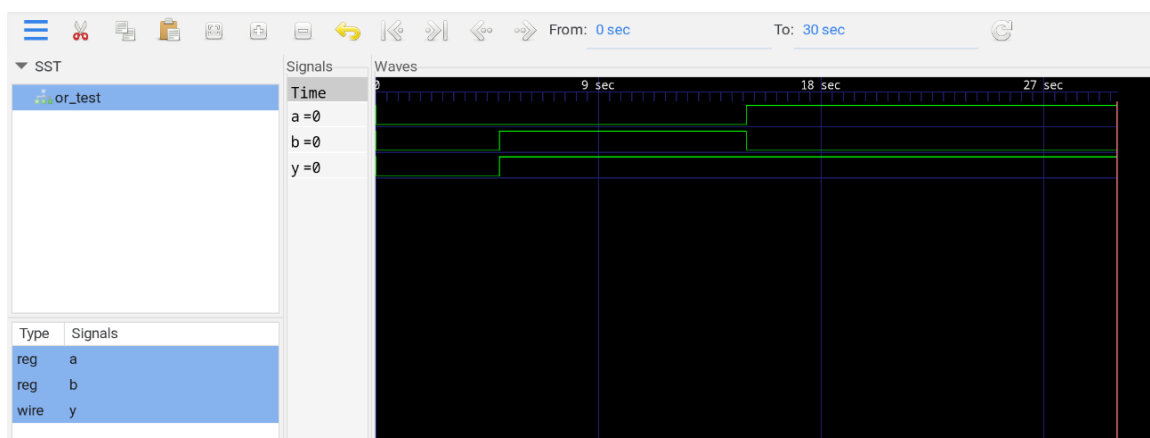 From: 0 sec To: 30 sec
SST
or_test
Type Signals
reg a
reg b
wire y
Signals
Time
a =0
b =0
y =0
Waves
0 9 sec 18 sec 27 sec